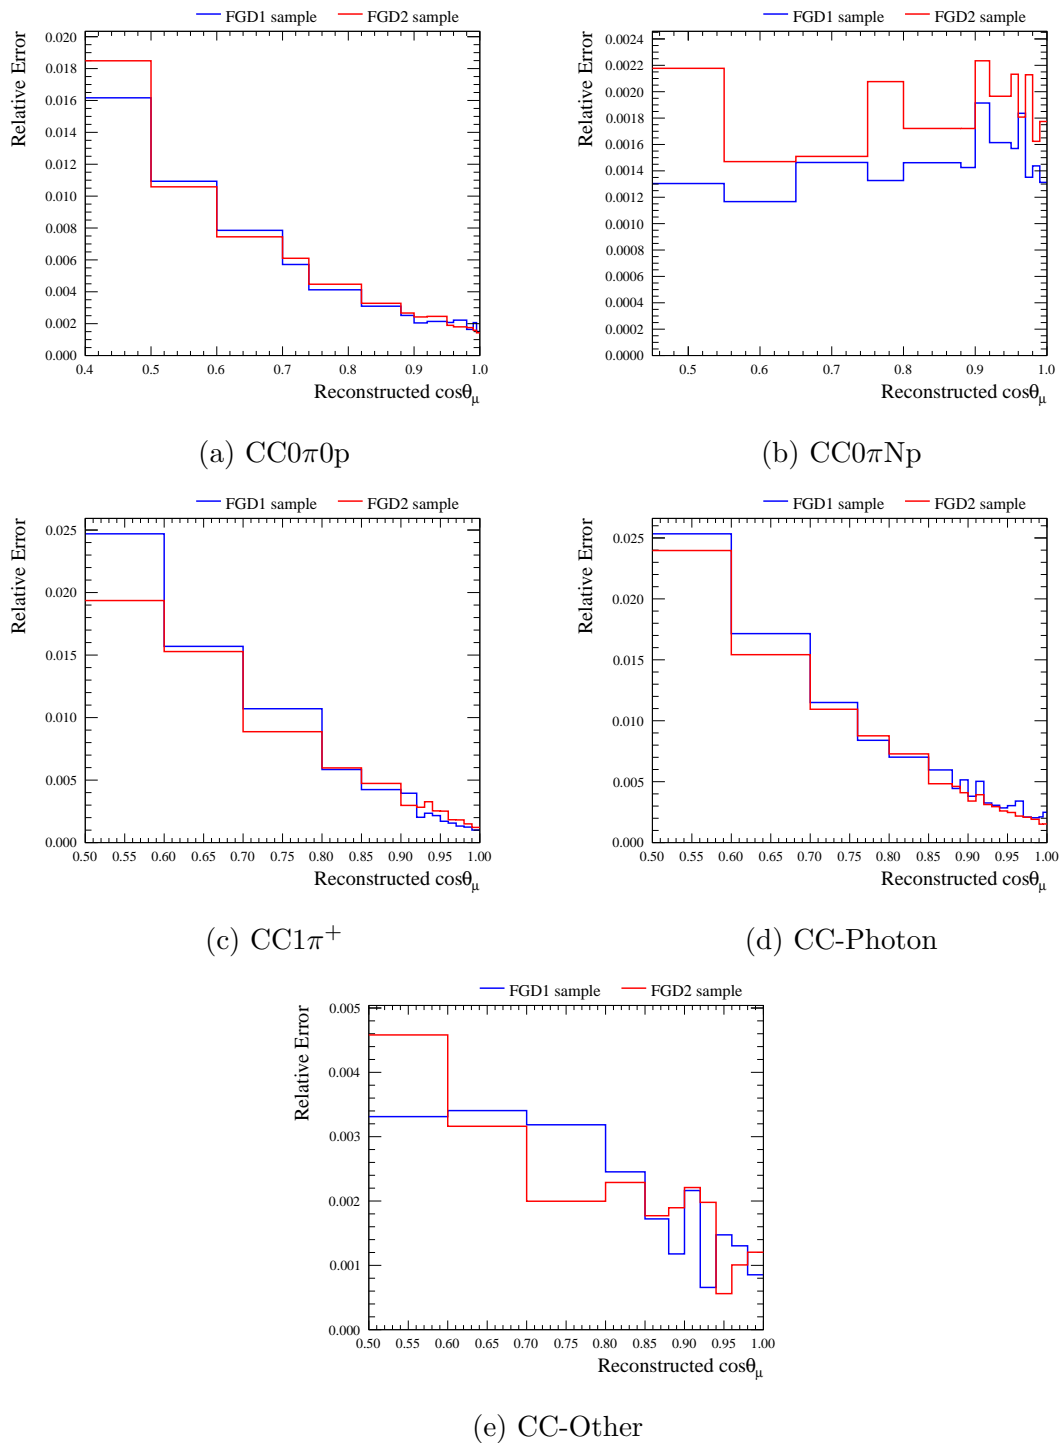 FGD1 sample FGD2 sample
Relative Error
0.020
0.018
0.016
0.014
0.012
0.010
0.008
0.006
0.004
0.002
0.000
0.4 0.5 0.6 0.7 0.8 0.9 1.0
Reconstructed cosθμ
(a) CC0π0p
FGD1 sample FGD2 sample
Relative Error
0.0024
0.0022
0.0020
0.0018
0.0016
0.0014
0.0012
0.0010
0.0008
0.0006
0.0004
0.0002
0.0000
0.5 0.6 0.7 0.8 0.9 1.0
Reconstructed cosθμ
(b) CC0πNp
FGD1 sample FGD2 sample
Relative Error
0.025
0.020
0.015
0.010
0.005
0.000
0.50 0.55 0.60 0.65 0.70 0.75 0.80 0.85 0.90 0.95 1.00
Reconstructed cosθμ
(c) CC1π+
FGD1 sample FGD2 sample
Relative Error
0.025
0.020
0.015
0.010
0.005
0.000
0.50 0.55 0.60 0.65 0.70 0.75 0.80 0.85 0.90 0.95 1.00
Reconstructed cosθμ
(d) CC-Photon
FGD1 sample FGD2 sample
Relative Error
0.005
0.004
0.003
0.002
0.001
0.000
0.50 0.55 0.60 0.65 0.70 0.75 0.80 0.85 0.90 0.95 1.00
Reconstructed cosθμ
(e) CC-Other